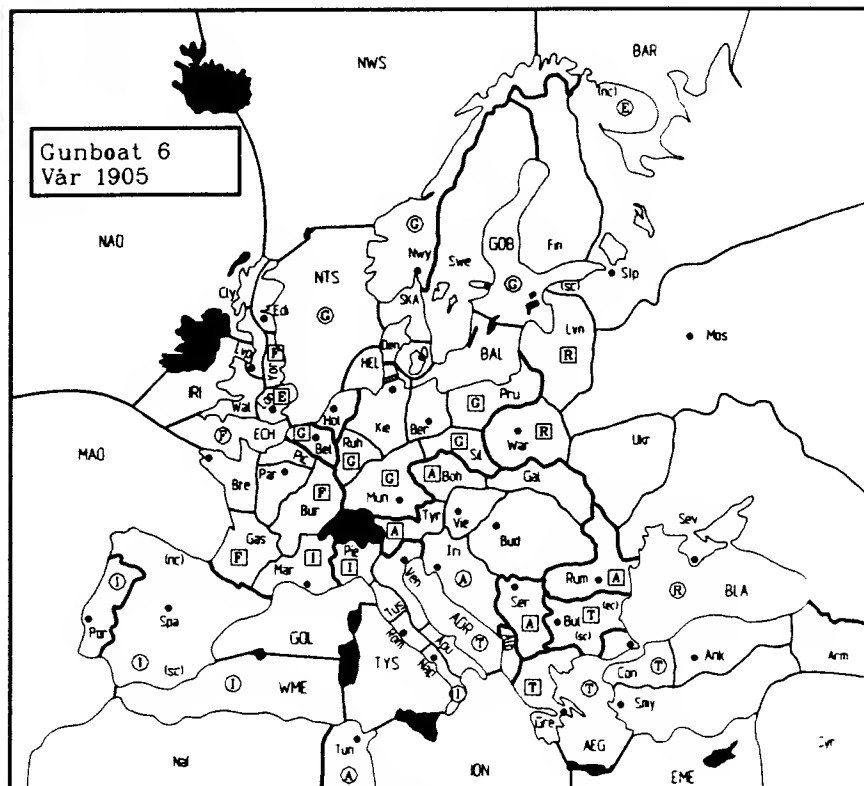 NWS
BAR
(nc)
E
Gunboat 6
Vår 1905
NAO
G
Nwy
Swe
GOB
Fin
Stp
(sc)
NTS
G
SKA
G
Cly
Edi
Lvn
Mos
Den
BAL
R
HEL
Lvp
Yor
F
IRI
Wal
E
Hol
Kie
Ber
Pru
G
War
R
Ukr
MAO
F
ECH
G
Bel
Ruh
G
Sil
G
Pic
Par
Mun
G
A
Boh
Gal
Bre
Bur
F
Tyr
Vie
Sev
Gas
F
Mar
I
Pie
I
A
Tri
Bud
Ven
A
Rum
A
R
BLA
(nc)
I
Por
Spa
(sc)
I
GOL
Tus
Rom
ADR
T
Apu
Ser
A
Bul
T
(ec)
(sc)
Con
T
Ank
Arm
WME
I
TYS
Nap
I
T
Gre
T
Smy
AEG
Naf
Tun
A
ION
EME
Syr